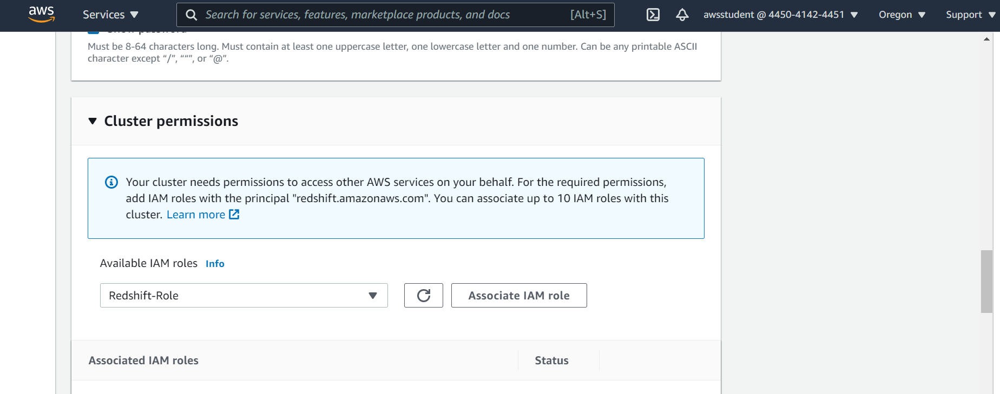 aws
Services
Search for services, features, marketplace products, and docs
[Alt+S]
awsstudent @ 4450-4142-4451
Oregon
Support
Show password
Must be 8-64 characters long. Must contain at least one uppercase letter, one lowercase letter and one number. Can be any printable ASCII
character except “/”, “““, or “@”.
Cluster permissions
Your cluster needs permissions to access other AWS services on your behalf. For the required permissions,
add IAM roles with the principal "redshift.amazonaws.com". You can associate up to 10 IAM roles with this
cluster. Learn more
Available IAM roles Info
Redshift-Role
Associate IAM role
Associated IAM roles
Status